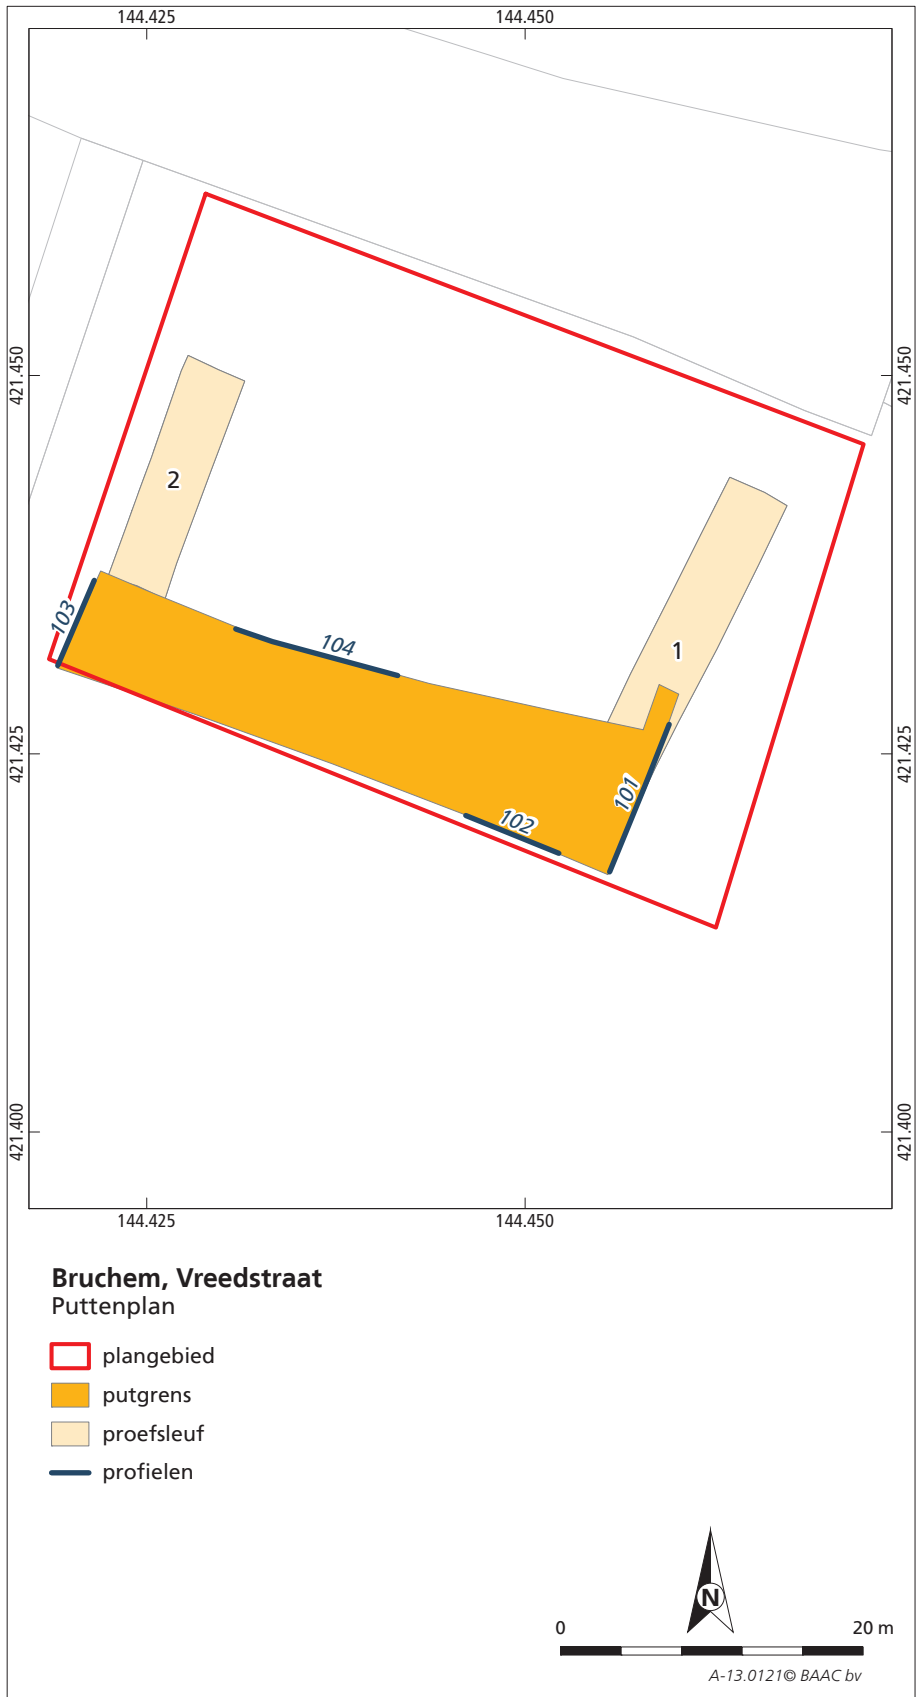 144.425 144.450
421.450 421.450
2
1
103
104
421.425 421.425
101
102
421.400 421.400
144.425 144.450
Bruchem, Vreedstraat
Puttenplan
plangebied
putgrens
proefsleuf
profielen
N
0 20 m
A-13.0121© BAAC bv